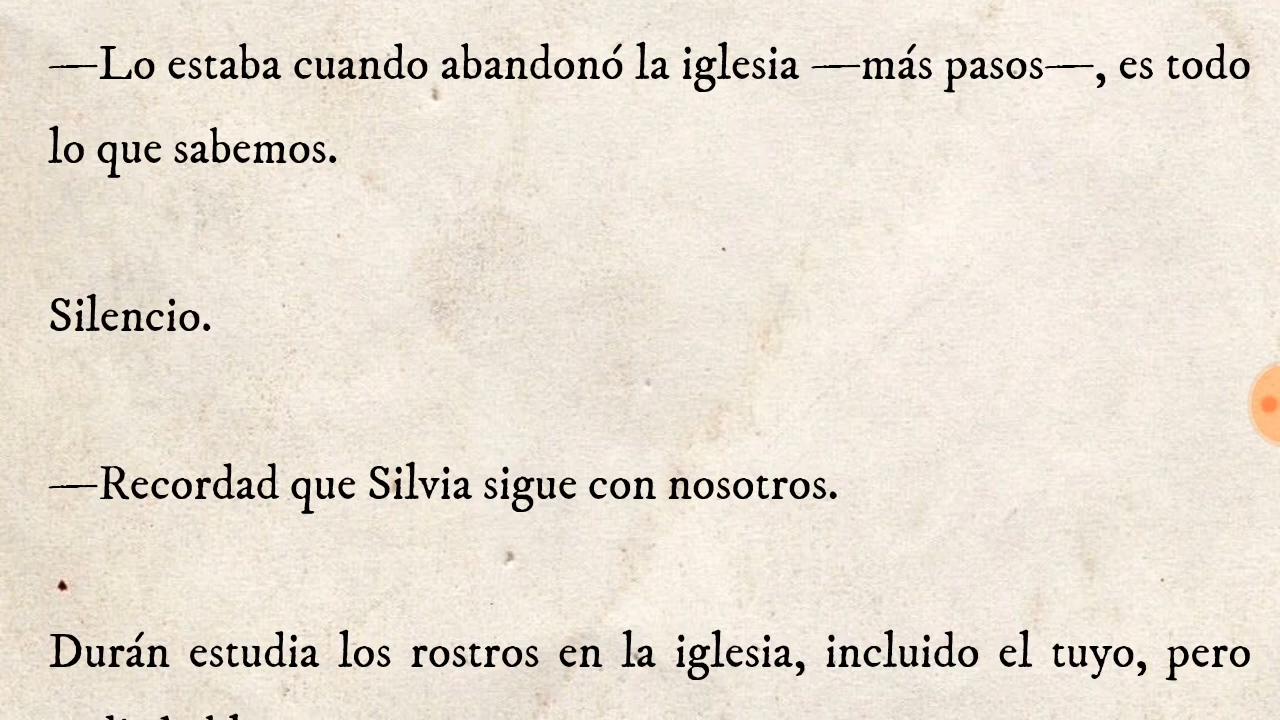 —Lo estaba cuando abandonó la iglesia —más pasos—, es todo
lo que sabemos.
Silencio.
—Recordad que Silvia sigue con nosotros.
Durán estudia los rostros en la iglesia, incluido el tuyo, pero